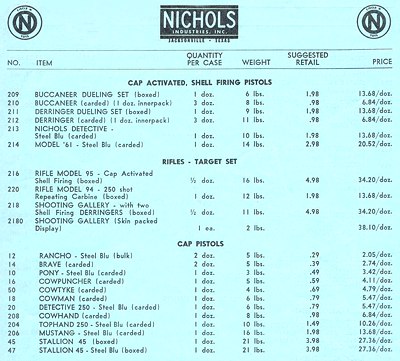 NICHOLS
INDUSTRIES, INC.
JACKSONVILLE - TEXAS
NO. ITEM QUANTITY PER CASE WEIGHT SUGGESTED RETAIL PRICE
CAP ACTIVATED, SHELL FIRING PISTOLS
209 BUCCANEER DUELING SET (boxed) 1 doz. 6 lbs. 1.98 13.68/doz.
210 BUCCANEER (carded) (1 doz. innerpack) 3 doz. 8 lbs. .98 6.84/doz.
211 DERRINGER DUELING SET (boxed) 1 doz. 9 lbs. 1.98 13.68/doz.
212 DERRINGER (carded) (1 doz. innerpack) 3 doz. 11 lbs. .98 6.84/doz.
213 NICHOLS DETECTIVE -
Steel Blu (carded) 1 doz. 10 lbs. 1.98 13.68/doz.
214 MODEL '61 - Steel Blu (carded) 1 doz. 14 lbs. 2.98 20.52/doz.
RIFLES - TARGET SET
216 RIFLE MODEL 95 - Cap Activated
Shell Firing (boxed) ½ doz. 16 lbs. 4.98 34.20/doz.
220 RIFLE MODEL 94 - 250 shot
Repeating Carbine (boxed) 1 doz. 12 lbs. 1.98 13.68/doz.
218 SHOOTING GALLERY - with two
Shell Firing DERRINGERS (boxed) ½ doz. 11 lbs. 4.98 34.20/doz.
2180 SHOOTING GALLERY (Skin packed
Display) 1 ea. 2 lbs. 38.10/doz.
CAP PISTOLS
12 RANCHO - Steel Blu (bulk) 2 doz. 5 lbs. .29 2.05/doz.
14 BRAVE (carded) 2 doz. 5 lbs. .39 2.74/doz.
10 PONY - Steel Blu (carded) 1 doz. 3 lbs. .49 3.42/doz.
16 COWPUNCHER (carded) 1 doz. 5 lbs. .59 4.11/doz.
50 COWTYKE (carded) 1 doz. 4 lbs. .69 4.79/doz.
18 COWMAN (carded) 1 doz. 6 lbs. .79 5.47/doz.
20 DETECTIVE 250 - Steel Blu (carded) 1 doz. 6 lbs. .79 5.47/doz.
208 COWHAND (carded) 1 doz. 8 lbs. .98 6.84/doz.
204 TOPHAND 250 - Steel Blu (carded) 1 doz. 10 lbs. 1.49 10.26/doz.
206 MUSTANG - Steel Blu (carded) 1 doz. 14 lbs. 1.98 13.68/doz.
45 STALLION 45 (boxed) 1 doz. 21 lbs. 3.98 27.36/doz.
47 STALLION 45 - Steel Blu (boxed) 1 doz. 21 lbs. 3.98 27.36/doz.